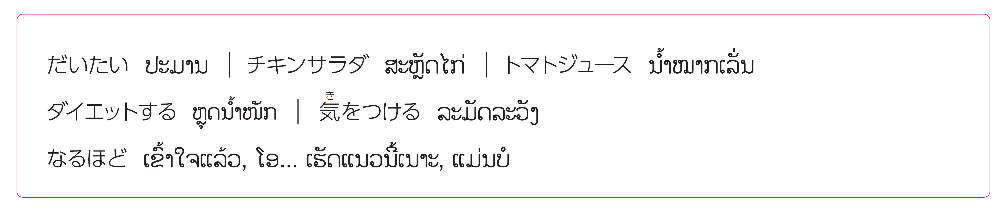 だいたい ປະມານ | チキンサラダ ສະຫຼັດໄກ່ | トマトジュース ນ້ຳໝາກເລັ່ນ
ダイエットする ຫຼຸດນ້ຳໜັກ | 気をつける ລະມັດລະວັງ
なるほど ເຂົ້າໃຈແລ້ວ, ໂອ... ເຮັດແນວນີ້ເນາະ, ແມ່ນບໍ